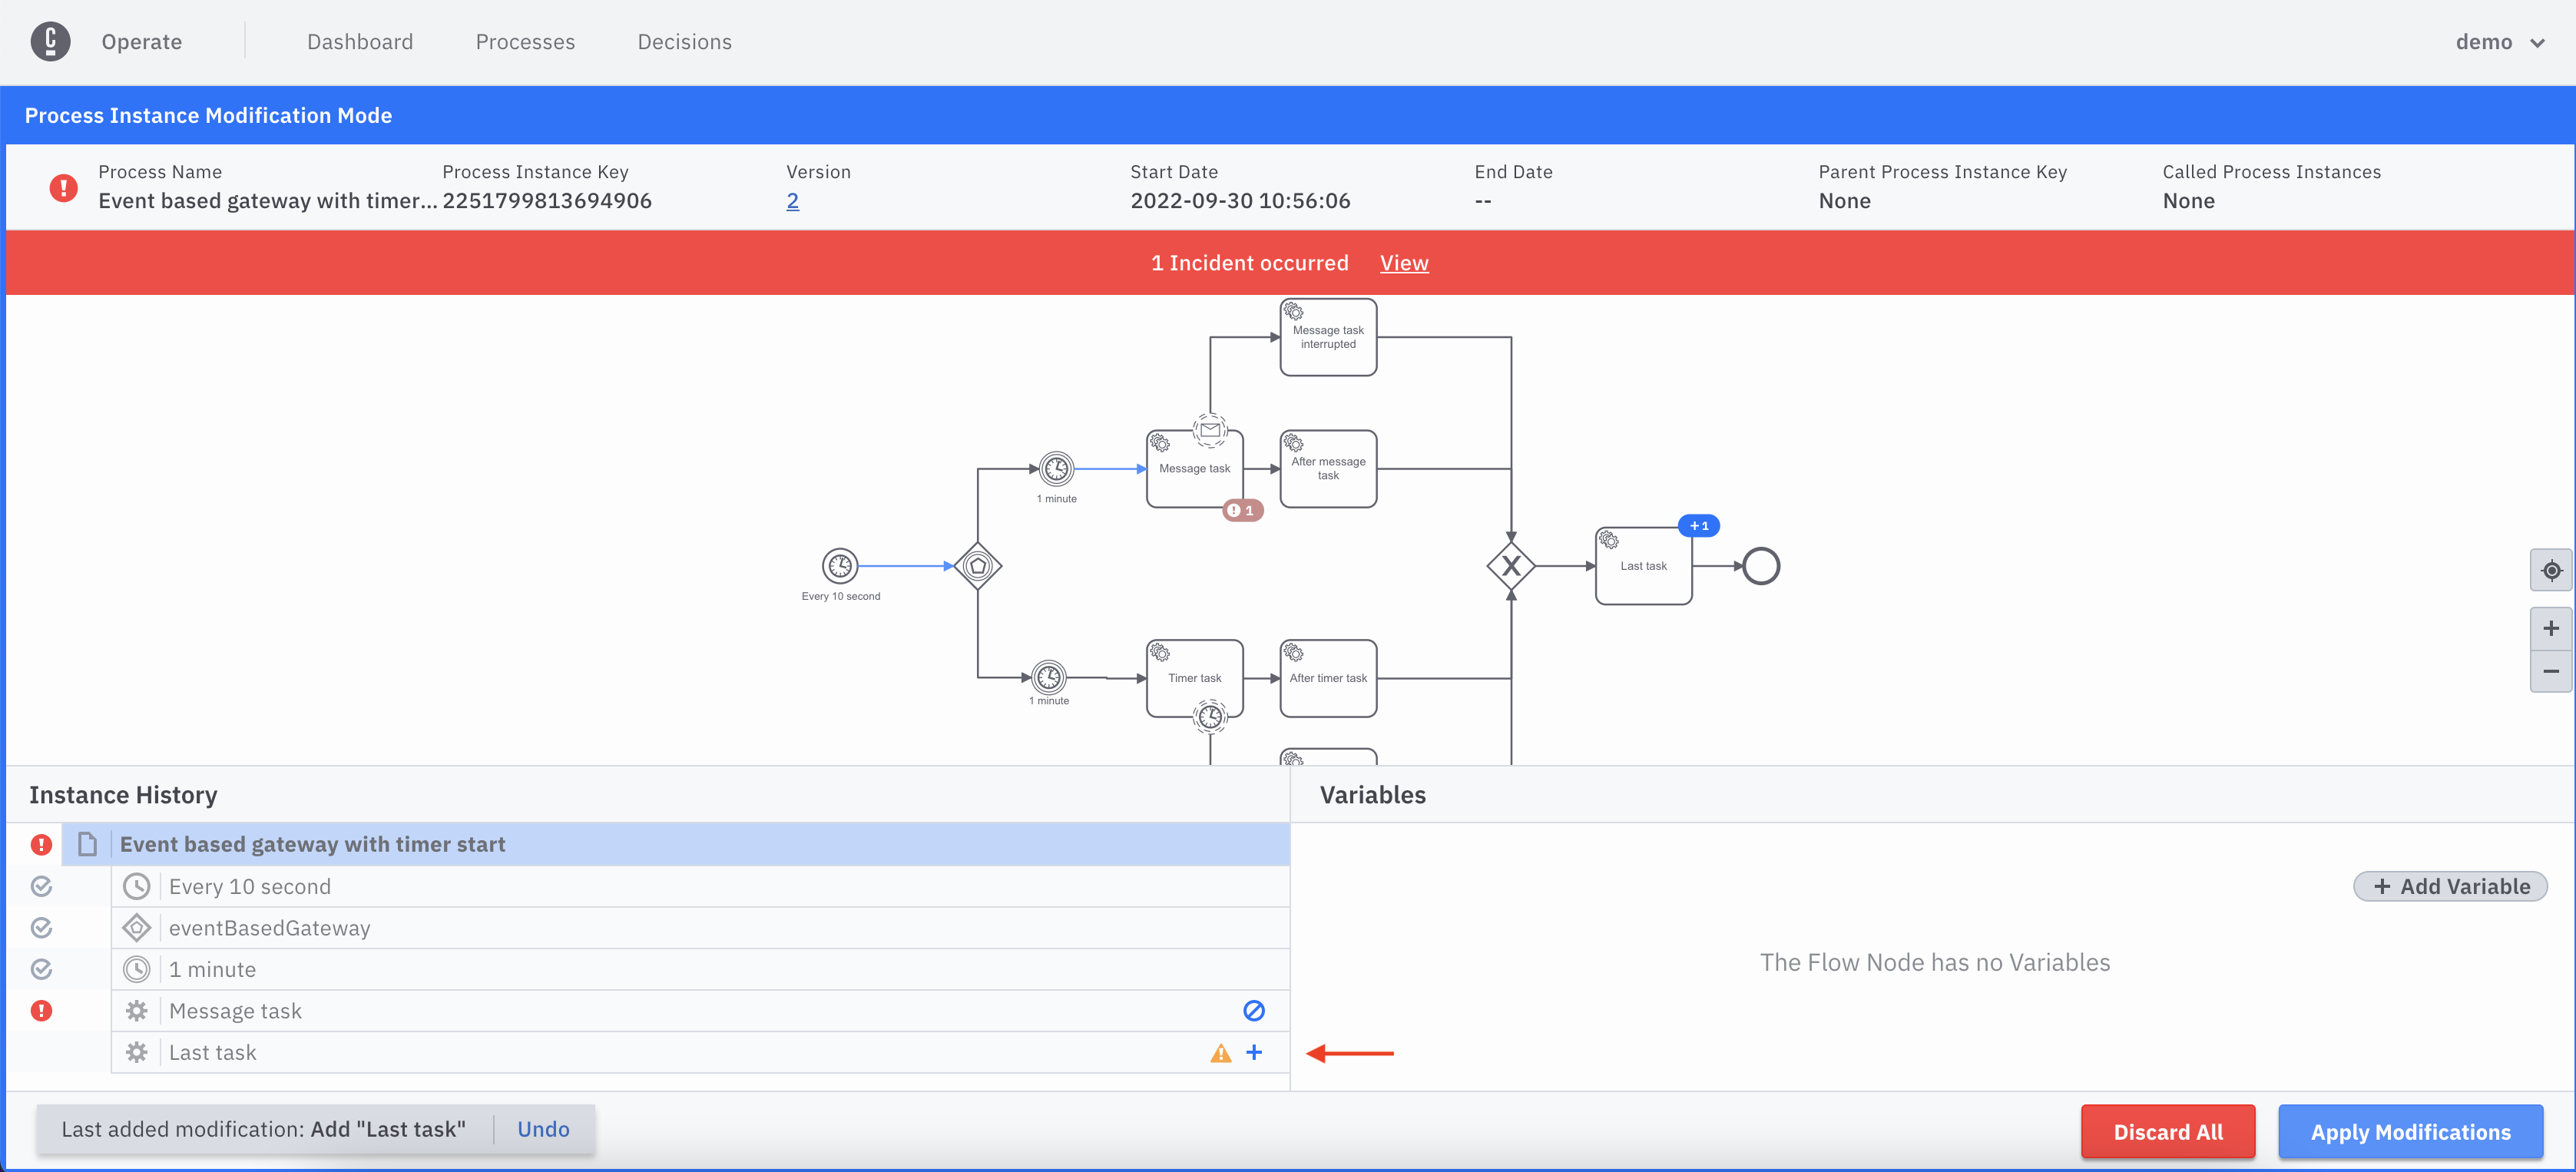 Operate
Dashboard
Processes
Decisions
demo
Process Instance Modification Mode
Process Name
Process Instance Key
Version
Start Date
End Date
Parent Process Instance Key
Called Process Instances
Event based gateway with timer...
2251799813694906
2
2022-09-30 10:56:06
--
None
None
1 Incident occurred View
Message task
interrupted
Message task
After message
task
1 minute
1
+1
Last task
Every 10 second
Timer task
After timer task
1 minute
Instance History
Variables
Event based gateway with timer start
Every 10 second
+ Add Variable
eventBasedGateway
The Flow Node has no Variables
1 minute
Message task
Last task
Last added modification: Add "Last task"
Undo
Discard All
Apply Modifications